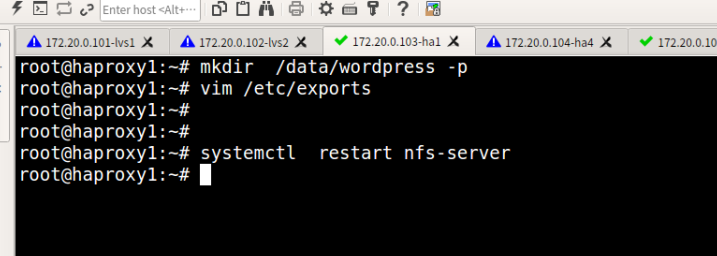 Enter host <Alt+···
172.20.0.101-lvs1
172.20.0.102-lvs2
172.20.0.103-ha1
172.20.0.104-ha4
172.20.0.10
root@haproxy1:~# mkdir  /data/wordpress -p
root@haproxy1:~# vim /etc/exports
root@haproxy1:~#
root@haproxy1:~#
root@haproxy1:~# systemctl  restart nfs-server
root@haproxy1:~#